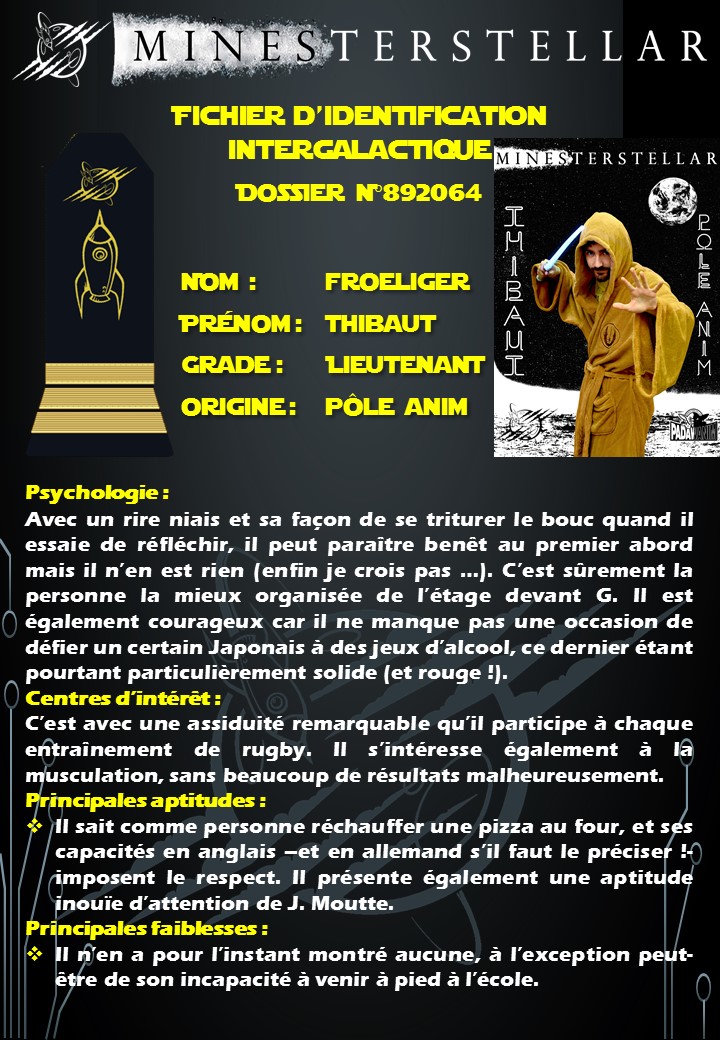 MINESTERSTELLAR
FICHIER D'IDENTIFICATION
INTERGALACTIQUE
DOSSIER N°892064
MINESTERSTELLAR
THIBAUT
PÔLE ANIM
NOM : FROELIGER
PRÉNOM : THIBAUT
GRADE : LIEUTENANT
ORIGINE : PÔLE ANIM
Psychologie :
Avec un rire niais et sa façon de se triturer le bouc quand il
essaie de réfléchir, il peut paraître benêt au premier abord
mais il n'en est rien (enfin je crois pas ...). C'est sûrement la
personne la mieux organisée de l'étage devant G. Il est
également courageux car il ne manque pas une occasion de
défier un certain Japonais à des jeux d'alcool, ce dernier étant
pourtant particulièrement solide (et rouge !).
Centres d'intérêt :
C'est avec une assiduité remarquable qu'il participe à chaque
entraînement de rugby. Il s'intéresse également à la
musculation, sans beaucoup de résultats malheureusement.
Principales aptitudes :
❖ Il sait comme personne réchauffer une pizza au four, et ses
capacités en anglais –et en allemand s'il faut le préciser !-
imposent le respect. Il présente également une aptitude
inouïe d'attention de J. Moutte.
Principales faiblesses :
❖ Il n'en a pour l'instant montré aucune, à l'exception peut-
être de son incapacité à venir à pied à l'école.